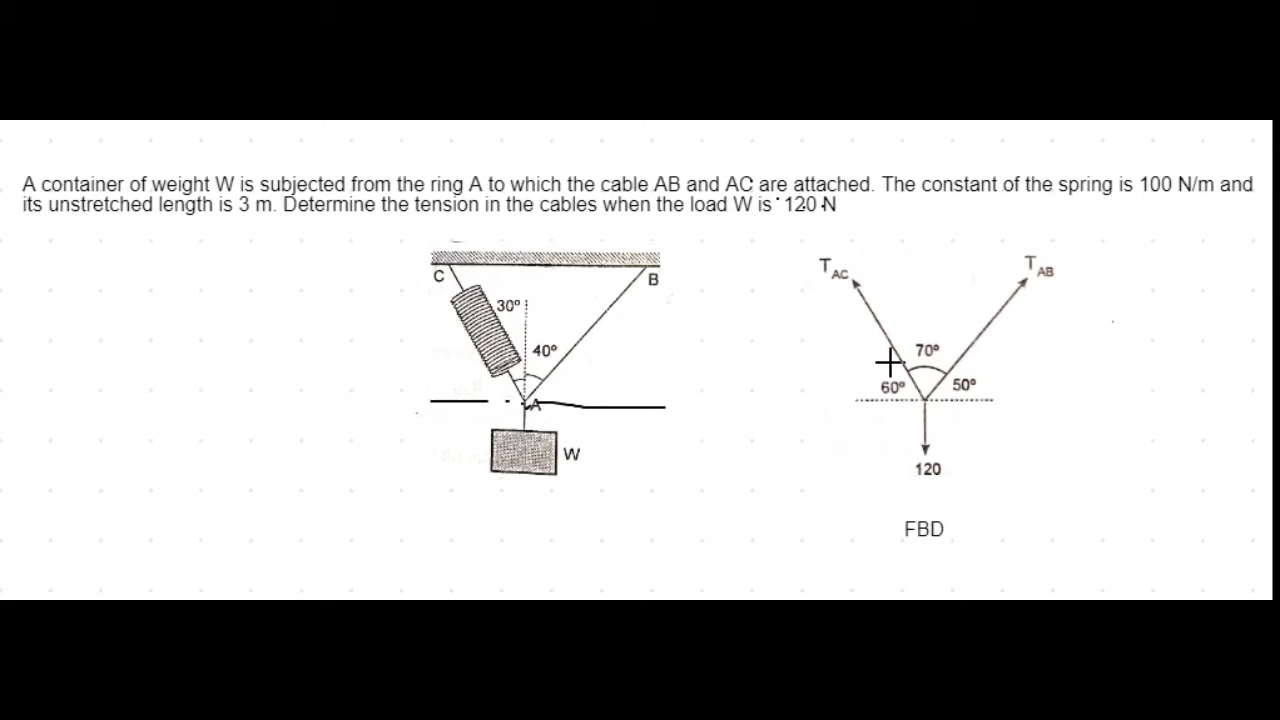 A container of weight W is subjected from the ring A to which the cable AB and AC are attached. The constant of the spring is 100 N/m and
its unstretched length is 3 m. Determine the tension in the cables when the load W is 120 N
C
B
30°
40°
A
W
T AC
T AB
70°
60°
50°
120
FBD